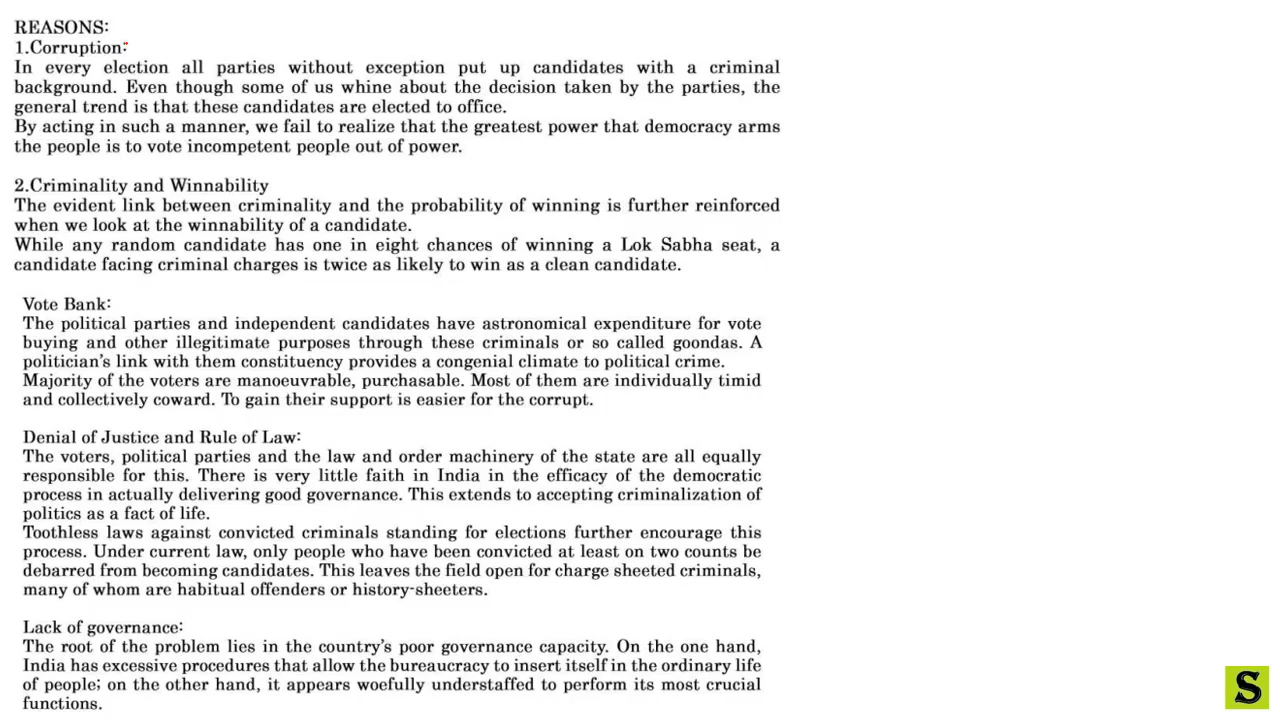 REASONS:
1.Corruption:
In every election all parties without exception put up candidates with a criminal
background. Even though some of us whine about the decision taken by the parties, the
general trend is that these candidates are elected to office.
By acting in such a manner, we fail to realize that the greatest power that democracy arms
the people is to vote incompetent people out of power.
2.Criminality and Winnability
The evident link between criminality and the probability of winning is further reinforced
when we look at the winnability of a candidate.
While any random candidate has one in eight chances of winning a Lok Sabha seat, a
candidate facing criminal charges is twice as likely to win as a clean candidate.
Vote Bank:
The political parties and independent candidates have astronomical expenditure for vote
buying and other illegitimate purposes through these criminals or so called goondas. A
politician's link with them constituency provides a congenial climate to political crime.
Majority of the voters are manoeuvrable, purchasable. Most of them are individually timid
and collectively coward. To gain their support is easier for the corrupt.
Denial of Justice and Rule of Law:
The voters, political parties and the law and order machinery of the state are all equally
responsible for this. There is very little faith in India in the efficacy of the democratic
process in actually delivering good governance. This extends to accepting criminalization of
politics as a fact of life.
Toothless laws against convicted criminals standing for elections further encourage this
process. Under current law, only people who have been convicted at least on two counts be
debarred from becoming candidates. This leaves the field open for charge sheeted criminals,
many of whom are habitual offenders or history-sheeters.
Lack of governance:
The root of the problem lies in the country's poor governance capacity. On the one hand,
India has excessive procedures that allow the bureaucracy to insert itself in the ordinary life
of people; on the other hand, it appears woefully understaffed to perform its most crucial
functions.
S